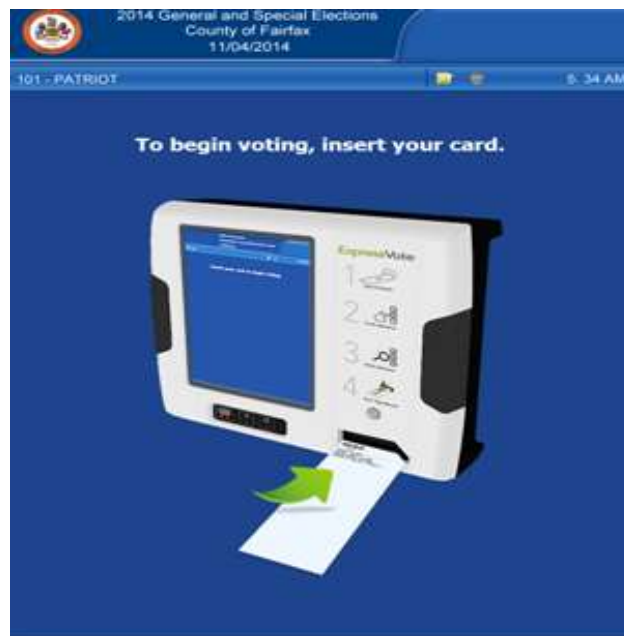 2014 General and Special Elections
County of Fairfax
11/04/2014
101 - PATRIOT
5:34 AM
To begin voting, insert your card.
ExpressVote
1
2
3
4